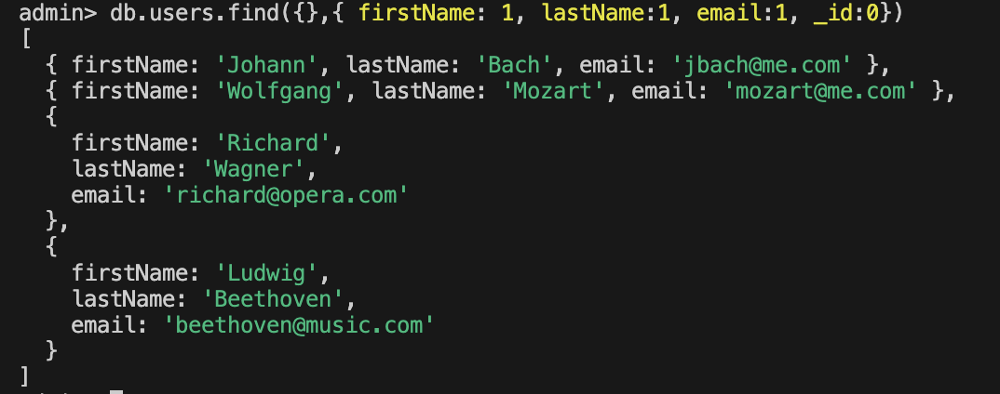 admin> db.users.find({},{ firstName: 1, lastName:1, email:1, _id:0})
[
  { firstName: 'Johann', lastName: 'Bach', email: 'jbach@me.com' },
  { firstName: 'Wolfgang', lastName: 'Mozart', email: 'mozart@me.com' },
  {
    firstName: 'Richard',
    lastName: 'Wagner',
    email: 'richard@opera.com'
  },
  {
    firstName: 'Ludwig',
    lastName: 'Beethoven',
    email: 'beethoven@music.com'
  }
]